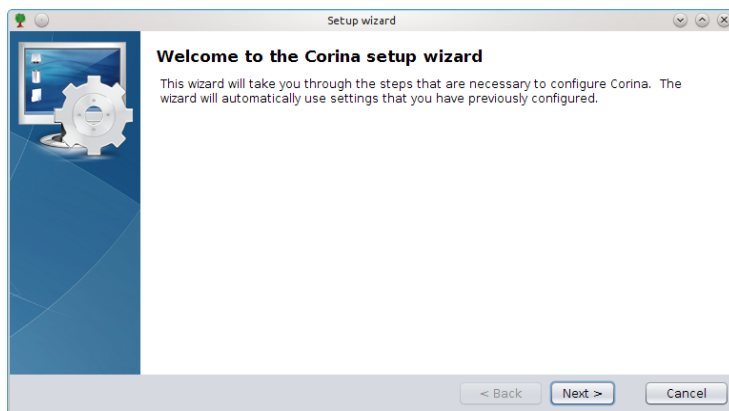 Setup wizard
Welcome to the Corina setup wizard
This wizard will take you through the steps that are necessary to configure Corina. The
wizard will automatically use settings that you have previously configured.
< Back Next > Cancel